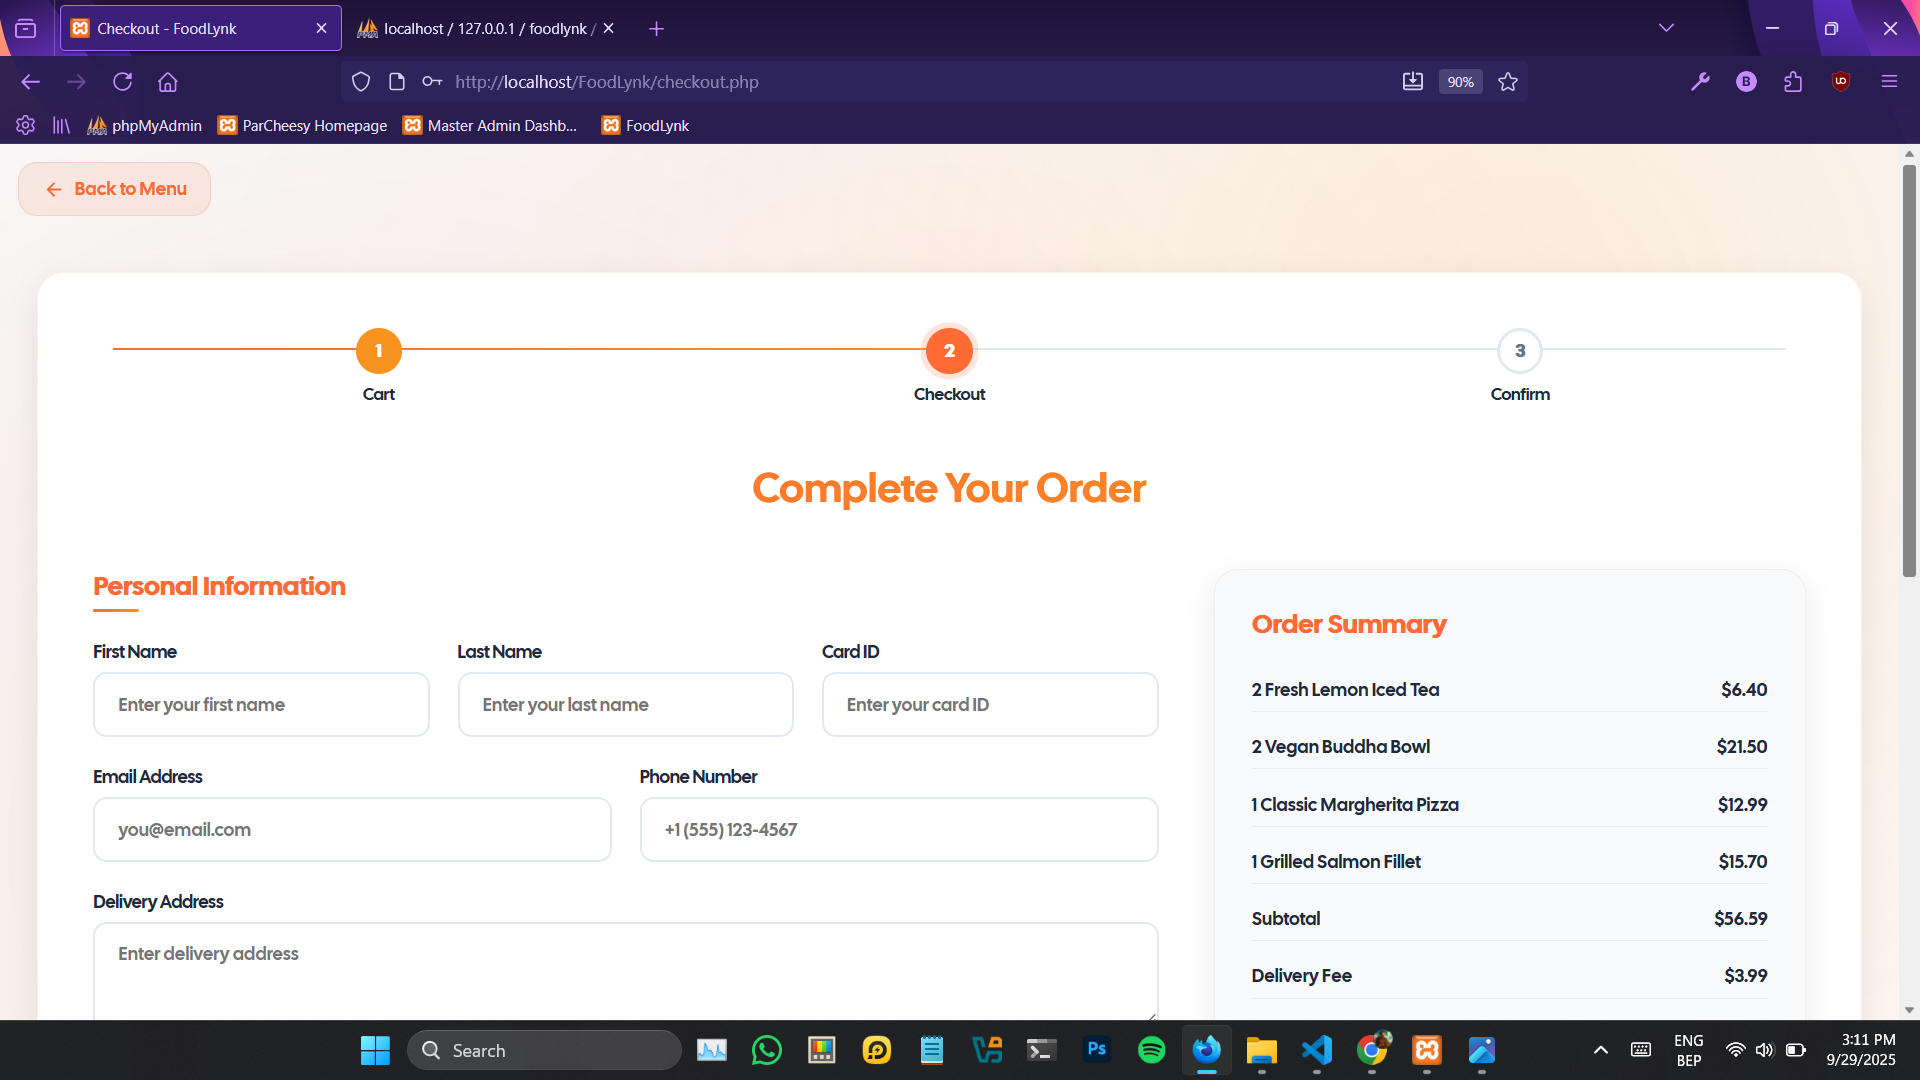 Checkout - FoodLynk
localhost / 127.0.0.1 / foodlynk /
http://localhost/FoodLynk/checkout.php
90%
B
phpMyAdmin
ParCheesy Homepage
Master Admin Dashb...
FoodLynk
Back to Menu
1
2
3
Cart
Checkout
Confirm
Complete Your Order
Personal Information
First Name
Last Name
Card ID
Enter your first name
Enter your last name
Enter your card ID
Email Address
Phone Number
you@email.com
+1 (555) 123-4567
Delivery Address
Enter delivery address
Order Summary
2 Fresh Lemon Iced Tea $6.40
2 Vegan Buddha Bowl $21.50
1 Classic Margherita Pizza $12.99
1 Grilled Salmon Fillet $15.70
Subtotal $56.59
Delivery Fee $3.99
Search
Ps
ENG
BEP
3:11 PM
9/29/2025